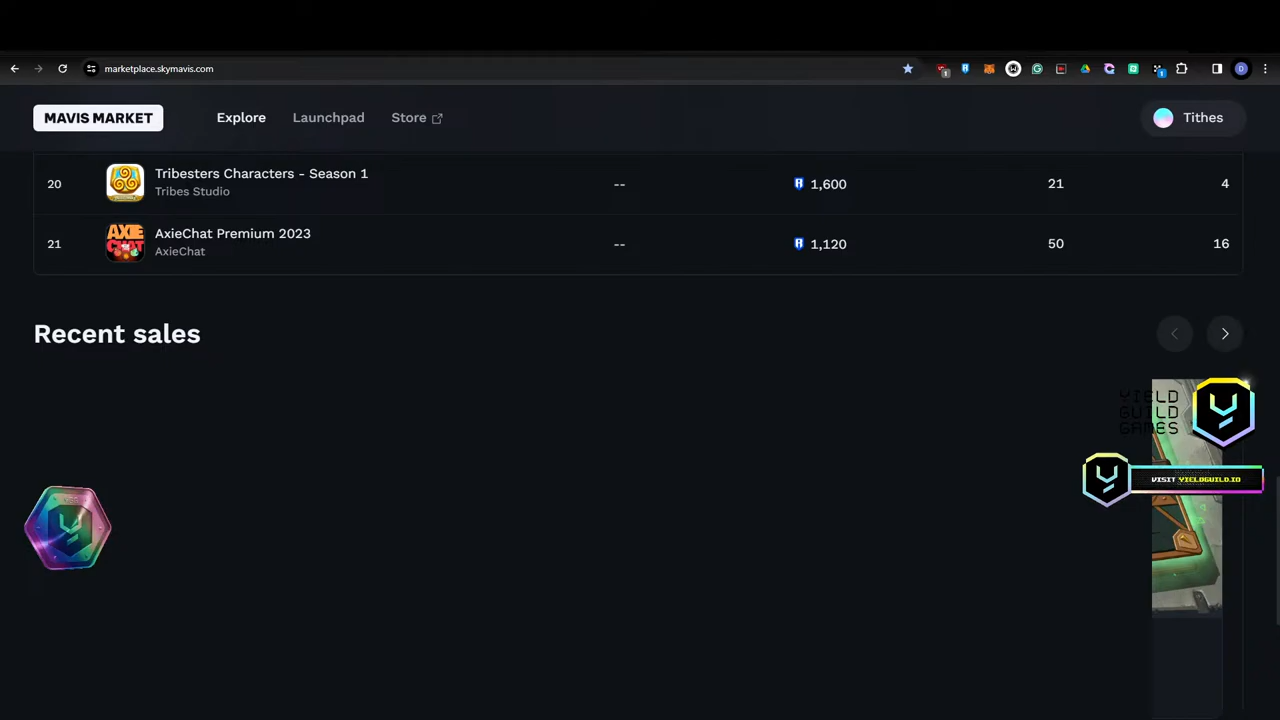 marketplace.skymavis.com
MAVIS MARKET
Explore
Launchpad
Store
Tithes
20
Tribesters Characters - Season 1
Tribes Studio
--
1,600
21
4
21
AxieChat Premium 2023
AxieChat
--
1,120
50
16
Recent sales
YIELD
GUILD
GAMES
VISIT YIELDGUILD.IO